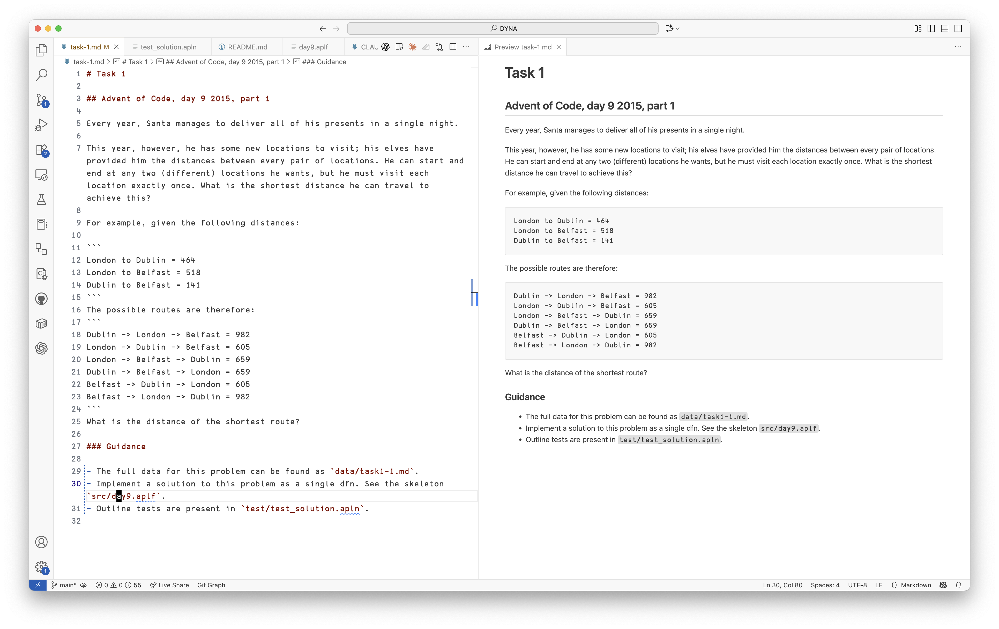 DYNA
task-1.md M
test_solution.apln
README.md
day9.aplf
CLAU
Preview task-1.md
task-1.md > # Task 1 > ## Advent of Code, day 9 2015, part 1 > ### Guidance
1 # Task 1
2
3 ## Advent of Code, day 9 2015, part 1
4
5 Every year, Santa manages to deliver all of his presents in a single night.
6
7 This year, however, he has some new locations to visit; his elves have
provided him the distances between every pair of locations. He can start and
end at any two (different) locations he wants, but he must visit each
location exactly once. What is the shortest distance he can travel to
achieve this?
8
9 For example, given the following distances:
10
11 ```
12 London to Dublin = 464
13 London to Belfast = 518
14 Dublin to Belfast = 141
15 ```
16 The possible routes are therefore:
17 ```
18 Dublin -> London -> Belfast = 982
19 London -> Dublin -> Belfast = 605
20 London -> Belfast -> Dublin = 659
21 Dublin -> Belfast -> London = 659
22 Belfast -> Dublin -> London = 605
23 Belfast -> London -> Dublin = 982
24 ```
25 What is the distance of the shortest route?
26
27 ### Guidance
28
29 - The full data for this problem can be found as `data/task1-1.md`.
30 - Implement a solution to this problem as a single dfn. See the skeleton
`src/day9.aplf`.
31 - Outline tests are present in `test/test_solution.apln`.
32
Task 1
Advent of Code, day 9 2015, part 1
Every year, Santa manages to deliver all of his presents in a single night.
This year, however, he has some new locations to visit; his elves have provided him the distances between every pair of locations.
He can start and end at any two (different) locations he wants, but he must visit each location exactly once. What is the shortest
distance he can travel to achieve this?
For example, given the following distances:
London to Dublin = 464
London to Belfast = 518
Dublin to Belfast = 141
The possible routes are therefore:
Dublin -> London -> Belfast = 982
London -> Dublin -> Belfast = 605
London -> Belfast -> Dublin = 659
Dublin -> Belfast -> London = 659
Belfast -> Dublin -> London = 605
Belfast -> London -> Dublin = 982
What is the distance of the shortest route?
Guidance
• The full data for this problem can be found as data/task1-1.md.
• Implement a solution to this problem as a single dfn. See the skeleton src/day9.aplf.
• Outline tests are present in test/test_solution.apln.
1
2
1
main* 0 0 55 Live Share Git Graph
Ln 30, Col 80 Spaces: 4 UTF-8 LF {} Markdown